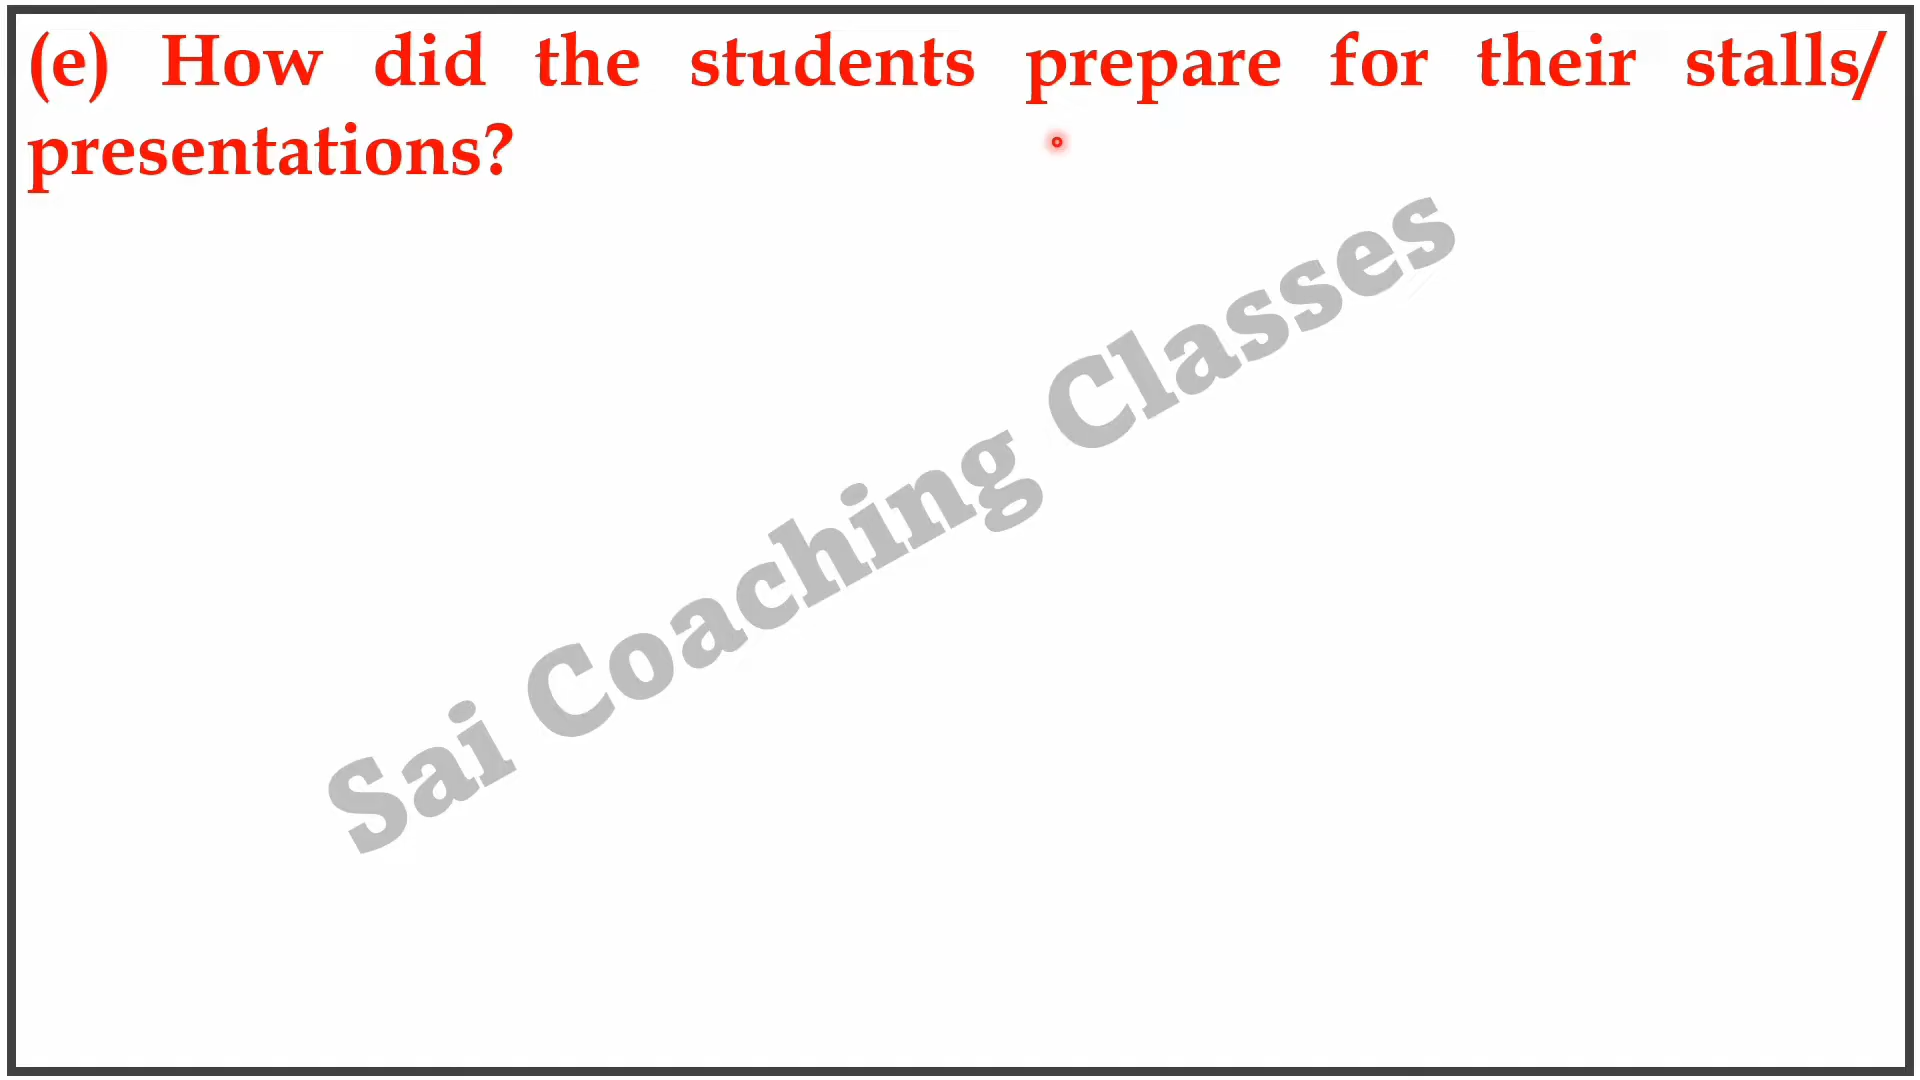 (e) How did the students prepare for their stalls/
presentations?
Sai Coaching Classes